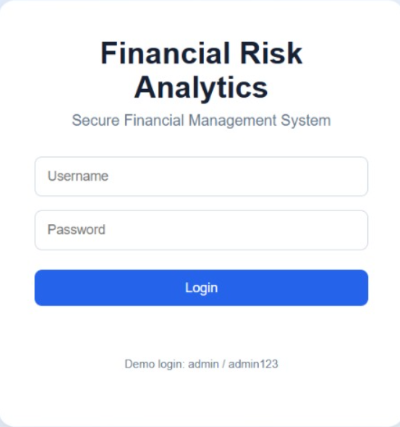 Financial Risk
Analytics
Secure Financial Management System
Username
Password
Login
Demo login: admin / admin123